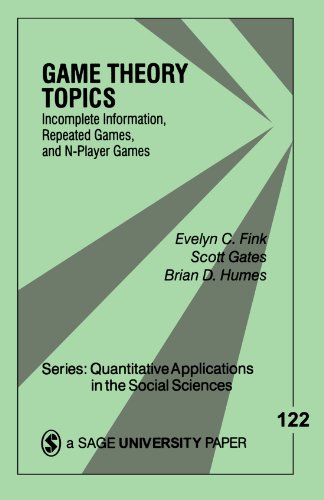 GAME THEORY
TOPICS
Incomplete Information,
Repeated Games,
and N-Player Games
Evelyn C. Fink
Scott Gates
Brian D. Humes
Series: Quantitative Applications
in the Social Sciences
122
S a SAGE UNIVERSITY PAPER